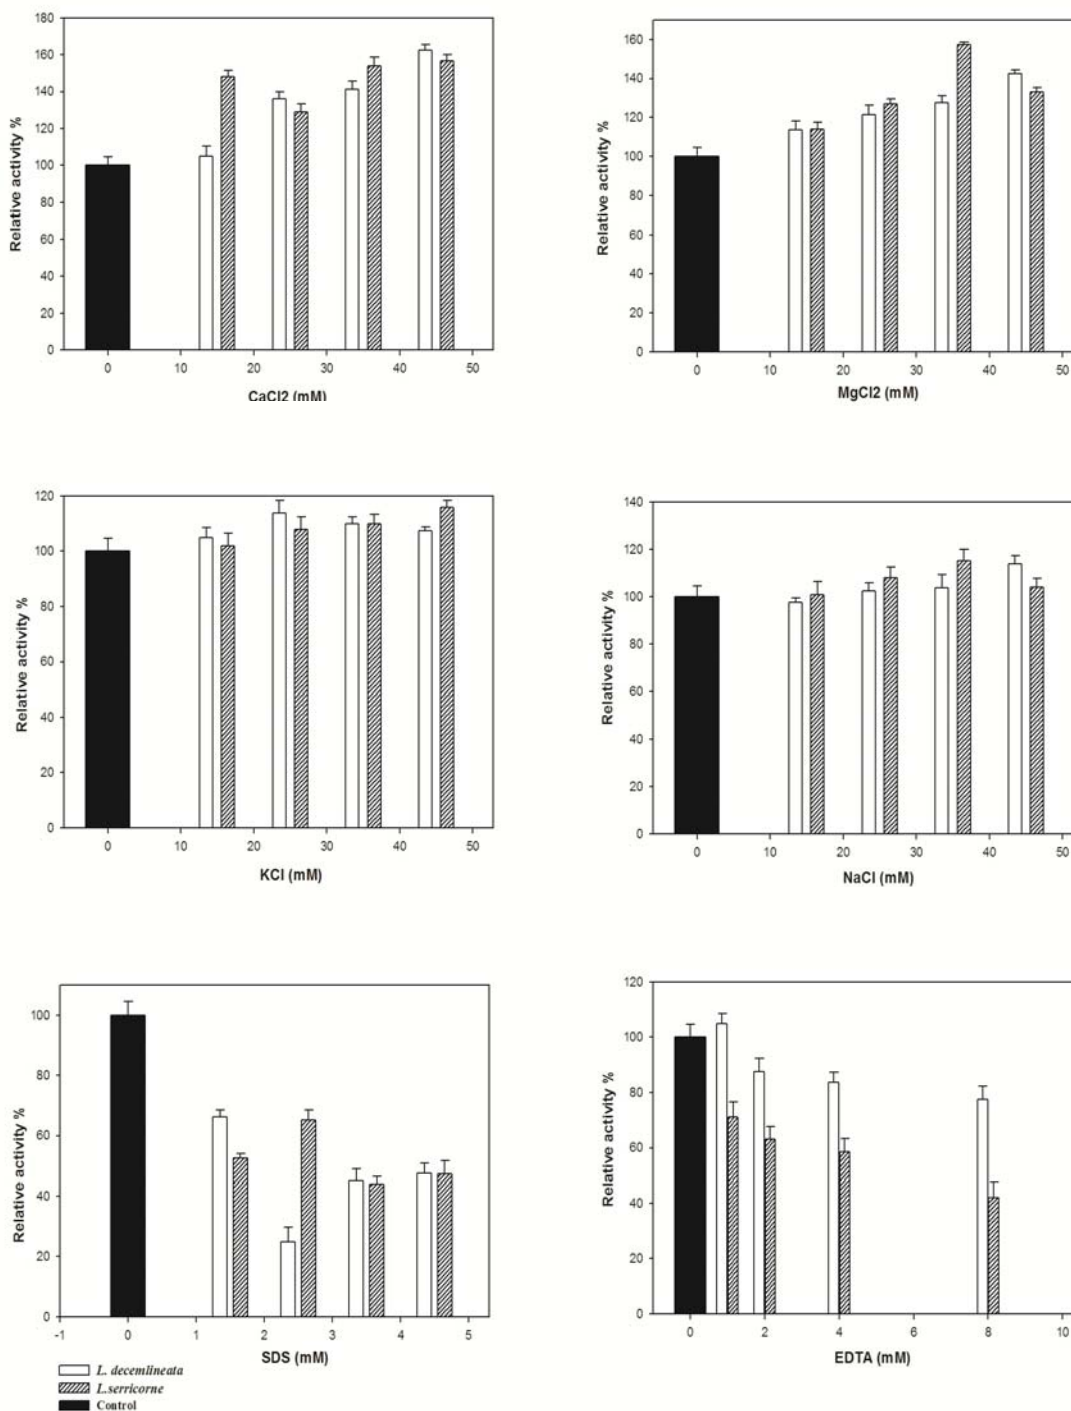 180
160
140
120
100
80
60
40
20
0
Relative activity %
0 10 20 30 40 50
CaCl2 (mM)
160
140
120
100
80
60
40
20
0
Relative activity %
0 10 20 30 40 50
MgCl2 (mM)
120
100
80
60
40
20
0
Relative activity %
0 10 20 30 40 50
KCl (mM)
140
120
100
80
60
40
20
0
Relative activity %
0 10 20 30 40 50
NaCl (mM)
100
80
60
40
20
0
Relative activity %
-1 0 1 2 3 4 5
SDS (mM)
120
100
80
60
40
20
0
Relative activity %
0 2 4 6 8 10
EDTA (mM)
L. decemlineata
L.serricorne
Control